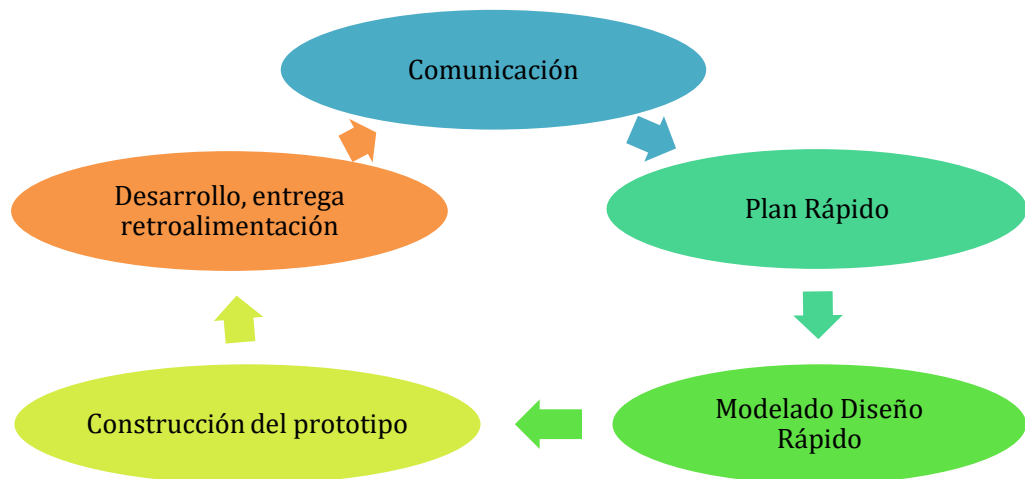 Comunicación
Desarrollo, entrega
retroalimentación
Plan Rápido
Construcción del prototipo
Modelado Diseño
Rápido